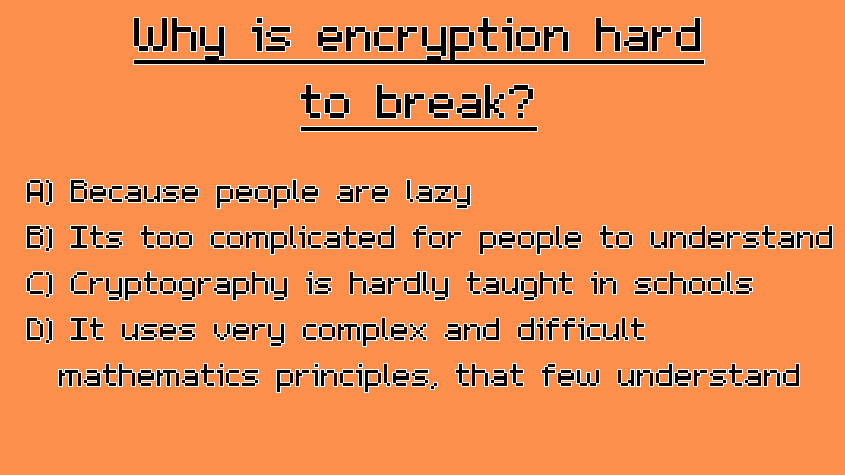 Why is encryption hard
to break?
A) Because people are lazy
B) Its too complicated for people to understand
C) Cryptography is hardly taught in schools
D) It uses very complex and difficult
mathematics principles, that few understand